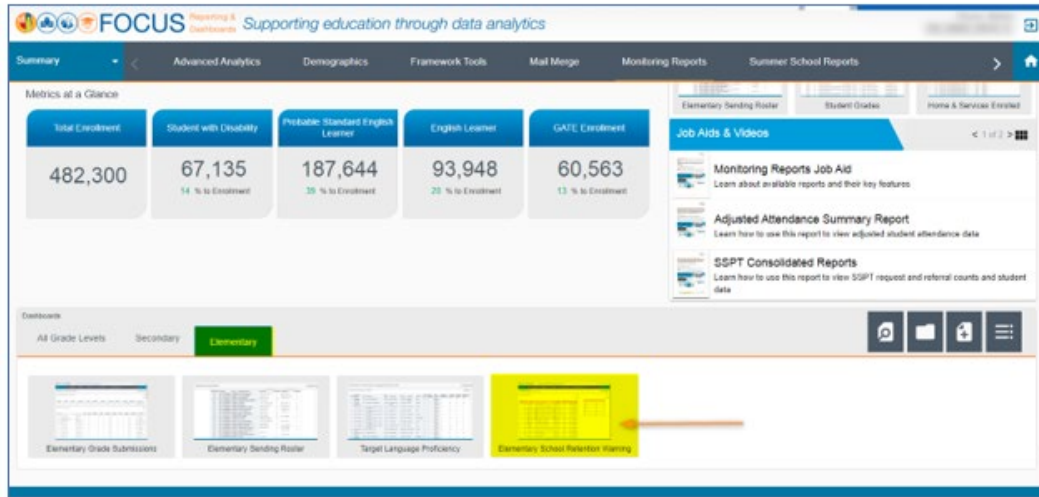 FOCUS Reporting & Dashboards Supporting education through data analytics
Summary Advanced Analytics Demographics Framework Tools Mail Merge Monitoring Reports Summer School Reports
Metrics at a Glance
Total Enrollment
482,300
Student with Disability
67,135
14 % to Enrollment
Probable Standard English
Learner
187,644
39 % to Enrollment
English Learner
93,948
20 % to Enrollment
GATE Enrollment
60,563
13 % to Enrollment
Elementary Sending Roster
Student Grades
Home & Services Enrolled
Job Aids & Videos
< 1 of 2 >
Monitoring Reports Job Aid
Learn about available reports and their key features
Adjusted Attendance Summary Report
Learn how to use this report to view adjusted student attendance data
SSPT Consolidated Reports
Learn how to use this report to view SSPT request and referral counts and student
data
Dashboards
All Grade Levels Secondary Elementary
Elementary Grade Submissions
Elementary Sending Roster
Target Language Proficiency
Elementary School Retention Warning